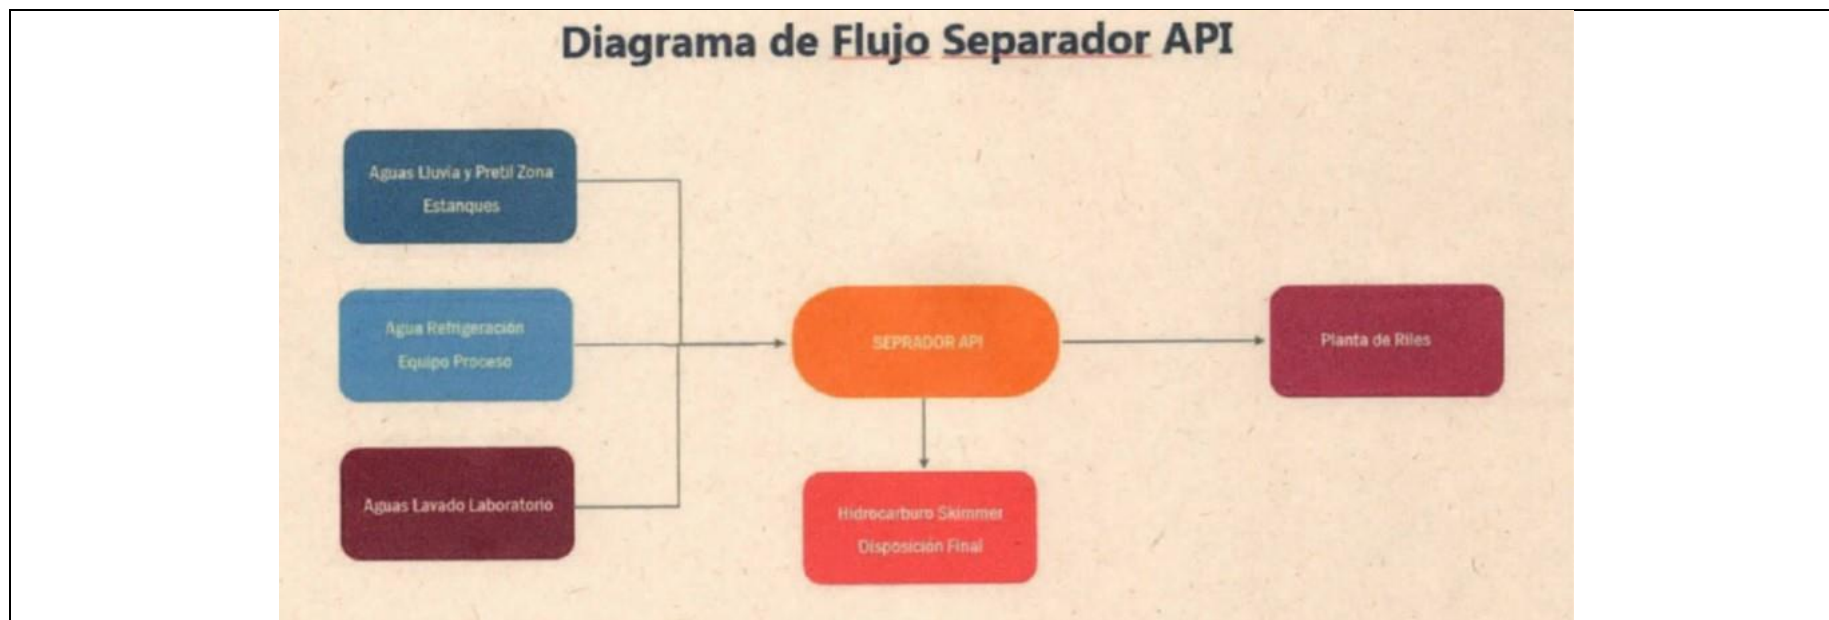 Diagrama de Flujo Separador API
Aguas Lluvia y Pretil Zona
Estanques
Agua Refrigeración
Equipo Proceso
Aguas Lavado Laboratorio
SEPRADOR API
Hidrocarburo Skimmer
Disposición Final
Planta de Riles